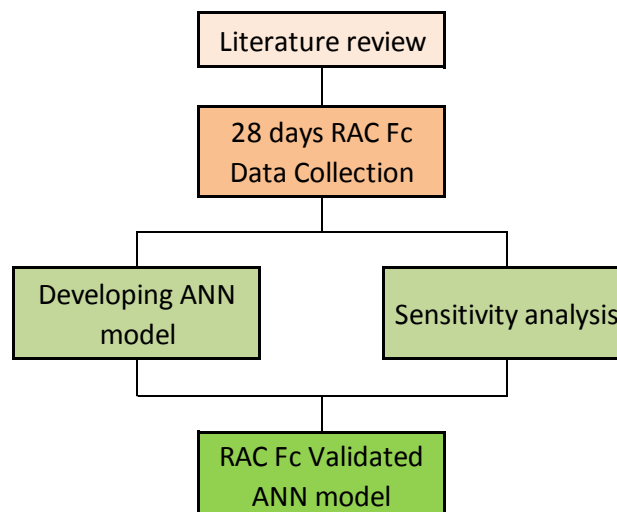 Literature review
28 days RAC Fc
Data Collection
Developing ANN
model
Sensitivity analysis
RAC Fc Validated
ANN model